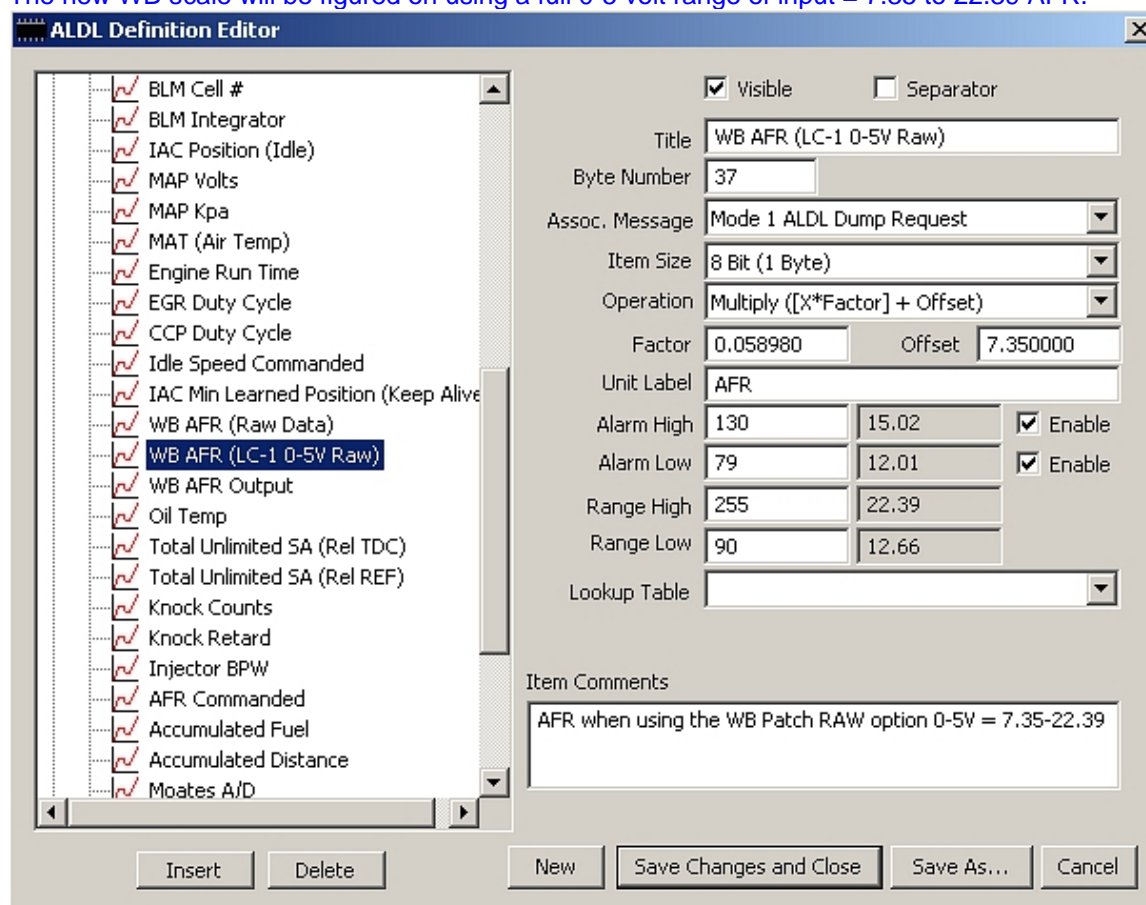 The new WB scale will be figured on using a full 0-5 volt range of input = 7.35 to 22.39 AFR.
ALDL Definition Editor
BLM Cell #
BLM Integrator
IAC Position (Idle)
MAP Volts
MAP Kpa
MAT (Air Temp)
Engine Run Time
EGR Duty Cycle
CCP Duty Cycle
Idle Speed Commanded
IAC Min Learned Position (Keep Alive
WB AFR (Raw Data)
WB AFR (LC-1 0-5V Raw)
WB AFR Output
Oil Temp
Total Unlimited SA (Rel TDC)
Total Unlimited SA (Rel REF)
Knock Counts
Knock Retard
Injector BPW
AFR Commanded
Accumulated Fuel
Accumulated Distance
Moates A/D
Insert Delete
Visible Separator
Title WB AFR (LC-1 0-5V Raw)
Byte Number 37
Assoc. Message Mode 1 ALDL Dump Request
Item Size 8 Bit (1 Byte)
Operation Multiply ([X*Factor] + Offset)
Factor 0.058980 Offset 7.350000
Unit Label AFR
Alarm High 130 15.02 Enable
Alarm Low 79 12.01 Enable
Range High 255 22.39
Range Low 90 12.66
Lookup Table
Item Comments
AFR when using the WB Patch RAW option 0-5V = 7.35-22.39
New Save Changes and Close Save As... Cancel